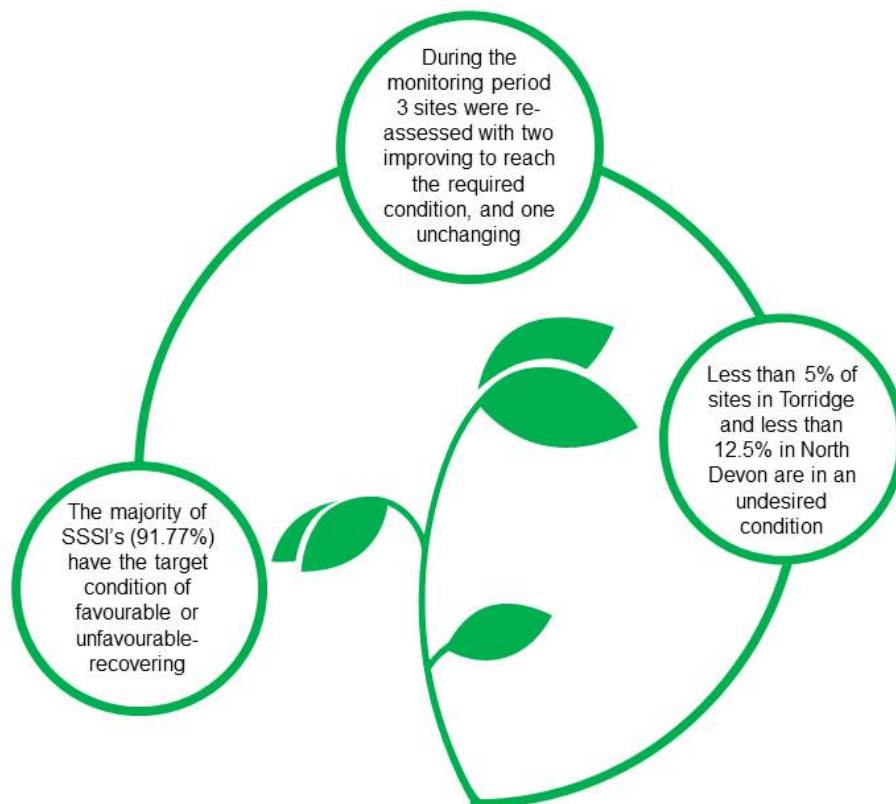 During the
monitoring period
3 sites were re-
assessed with two
improving to reach
the required
condition, and one
unchanging
Less than 5% of
sites in Torridge
and less than
12.5% in North
Devon are in an
undesired
condition
The majority of
SSSI's (91.77%)
have the target
condition of
favourable or
unfavourable-
recovering